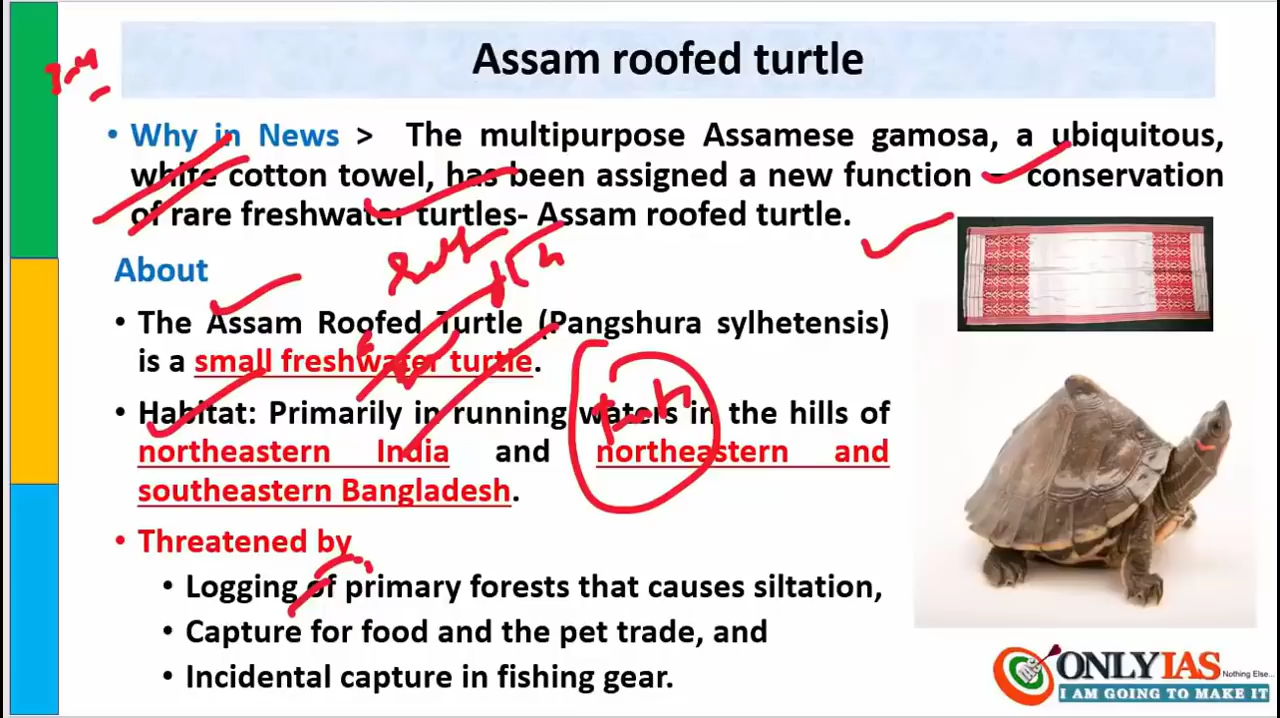 Assam roofed turtle
• Why in News > The multipurpose Assamese gamosa, a ubiquitous,
white cotton towel, has been assigned a new function – conservation
of rare freshwater turtles- Assam roofed turtle.
About
• The Assam Roofed Turtle (Pangshura sylhetensis)
is a small freshwater turtle.
• Habitat: Primarily in running waters in the hills of
northeastern India and northeastern and
southeastern Bangladesh.
• Threatened by
• Logging of primary forests that causes siltation,
• Capture for food and the pet trade, and
• Incidental capture in fishing gear.
ONLYIAS
Nothing Else...
I AM GOING TO MAKE IT